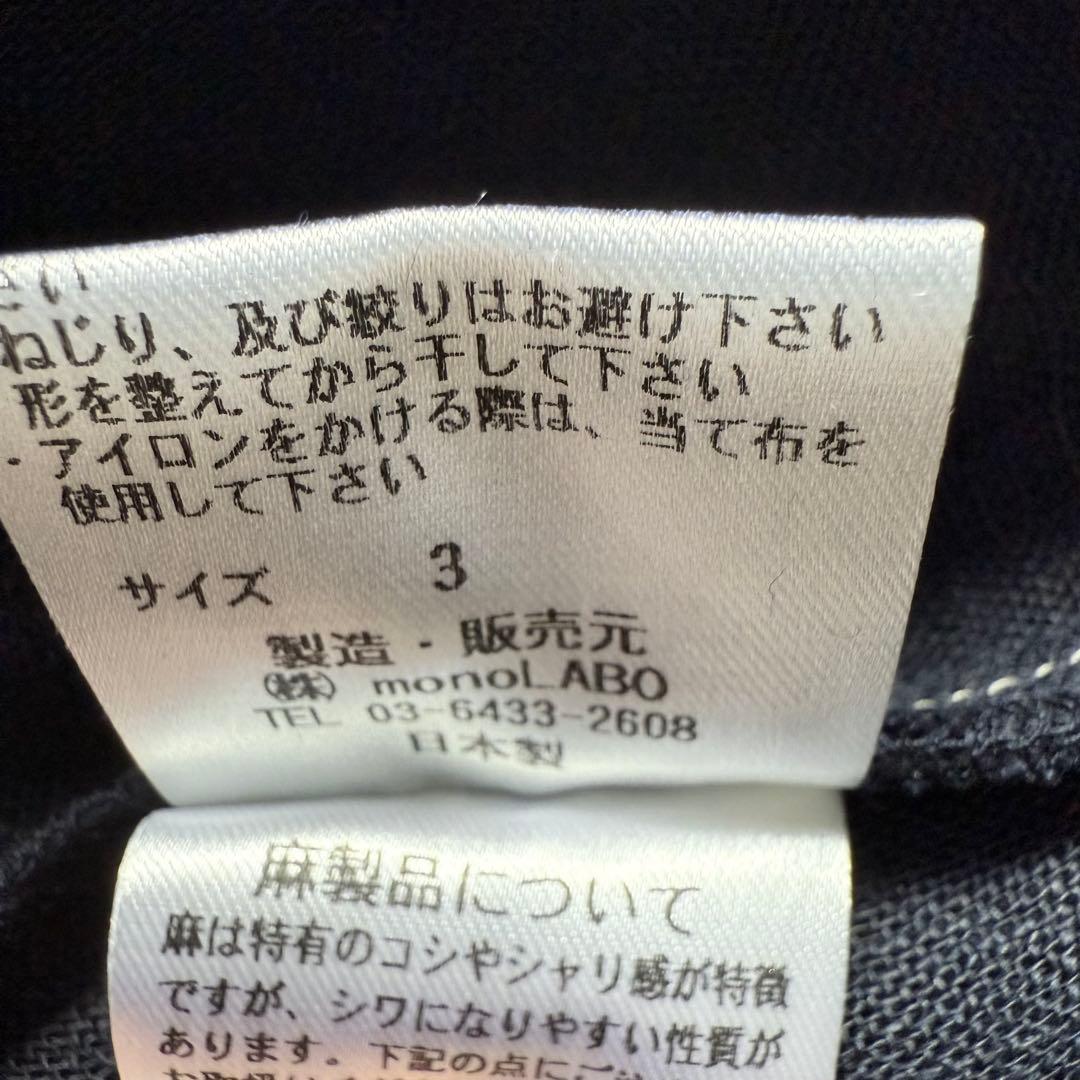 さい
ねじり、及び絞りはお避け下さい
形を整えてから干して下さい
・アイロンをかける際は、当て布を
使用して下さい
サイズ 3
製造・販売元
㈱ monoLABO
TEL 03-6433-2608
日本製
麻製品について
麻は特有のコシやシャリ感が特徴
ですが、シワになりやすい性質が
あります。下記の点に